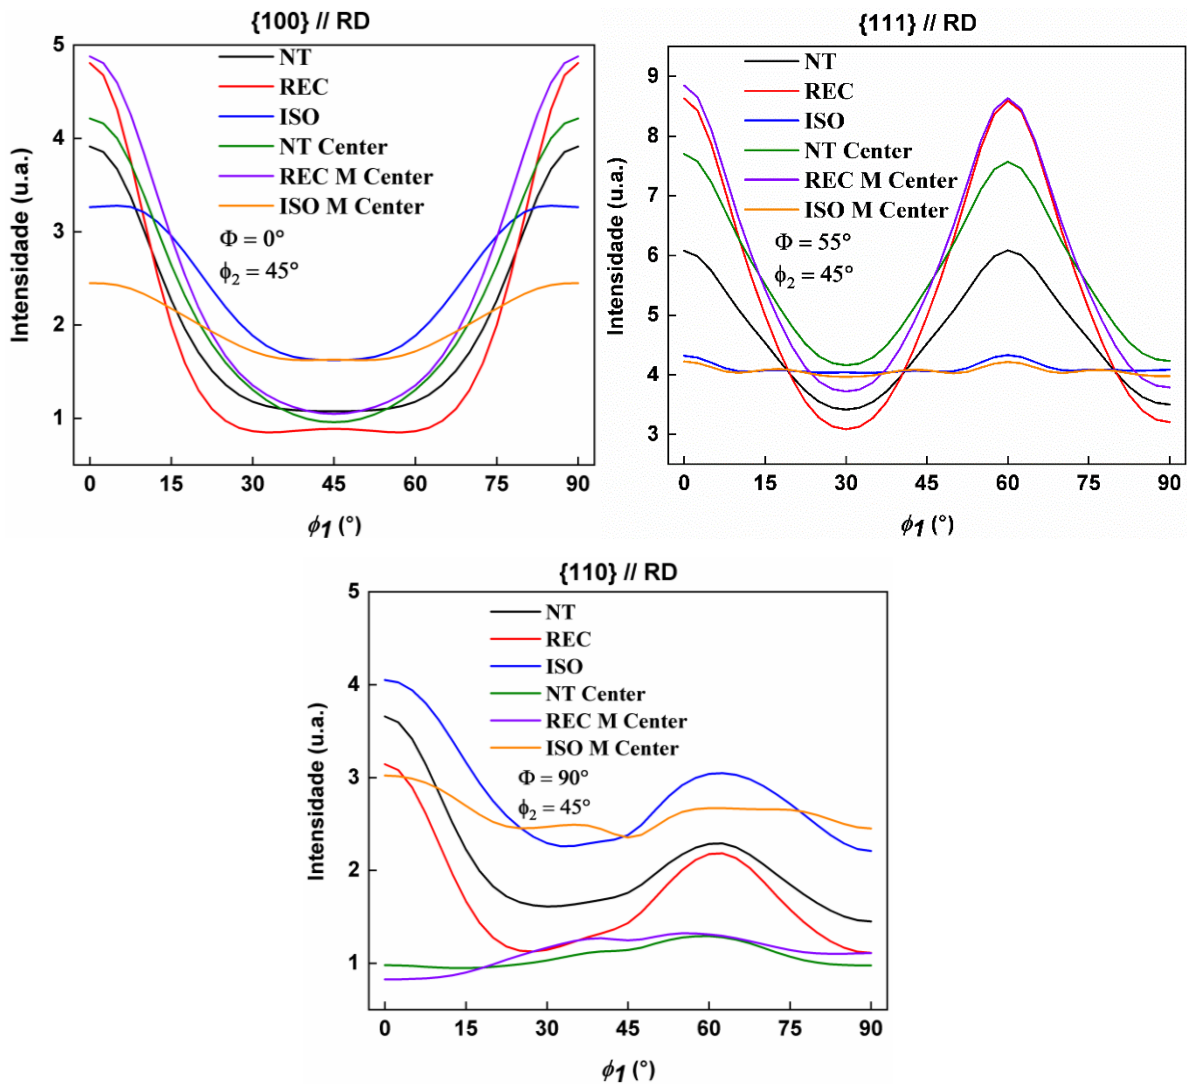 {100} // RD
5
4
3
2
1
Intensidade (u.a.)
NT
REC
ISO
NT Center
REC M Center
ISO M Center
Φ = 0°
ϕ2 = 45°
0 15 30 45 60 75 90
ϕ1 (°)
{111} // RD
9
8
7
6
5
4
3
Intensidade (u.a.)
NT
REC
ISO
NT Center
REC M Center
ISO M Center
Φ = 55°
ϕ2 = 45°
0 15 30 45 60 75 90
ϕ1 (°)
{110} // RD
5
4
3
2
1
Intensidade (u.a.)
NT
REC
ISO
NT Center
REC M Center
ISO M Center
Φ = 90°
ϕ2 = 45°
0 15 30 45 60 75 90
ϕ1 (°)